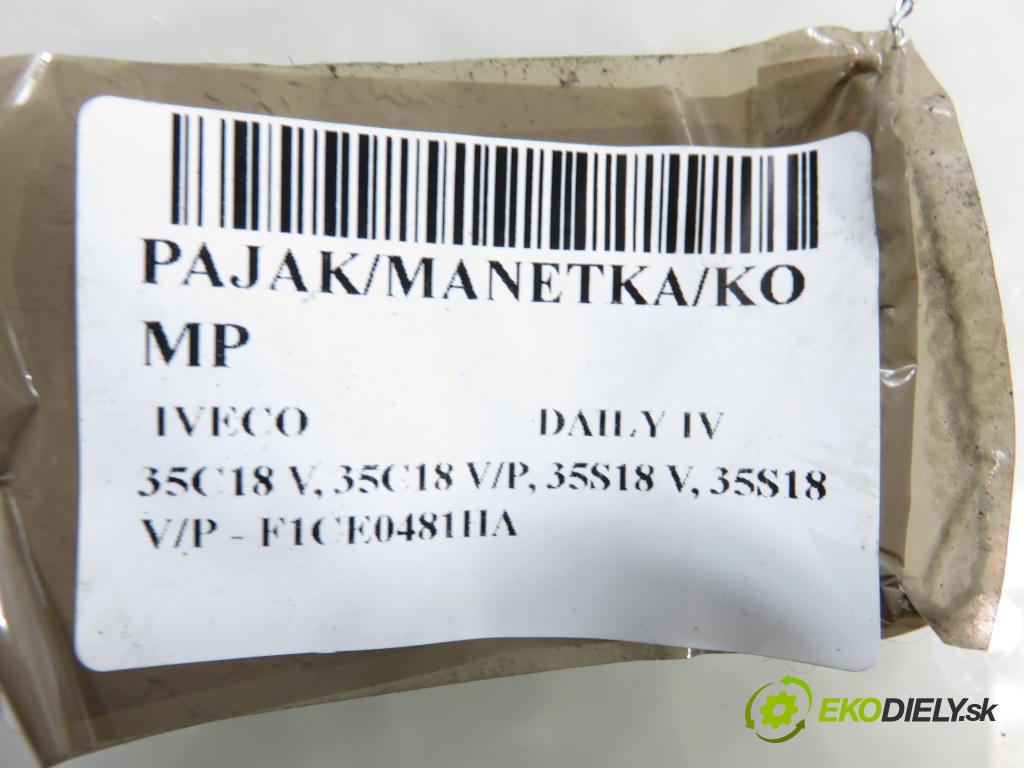 PAJAK/MANETKA/KO
MP
IVECO DAILY IV
35C18 V, 35C18 V/P, 35S18 V, 35S18
V/P - F1CE0481HA
EKODIELY.sk